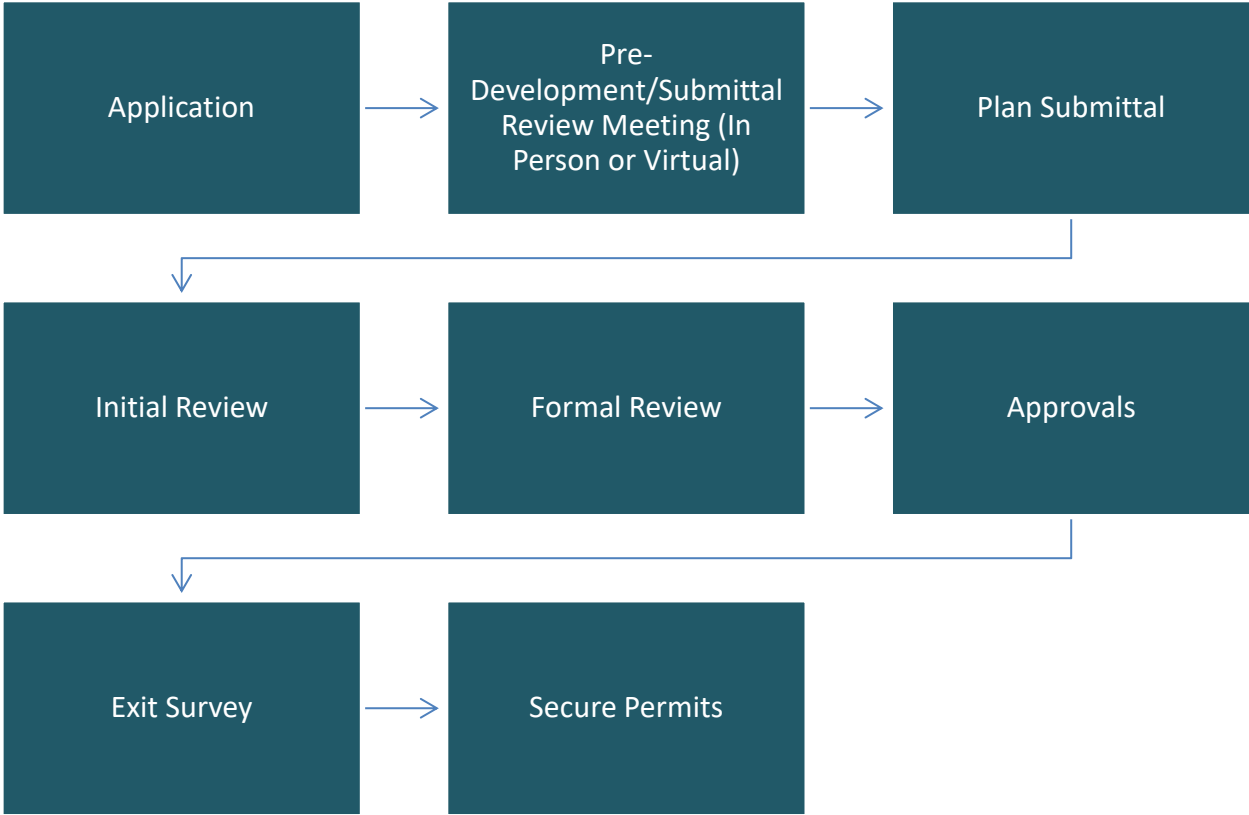 Application
Pre-
Development/Submittal
Review Meeting (In
Person or Virtual)
Plan Submittal
Initial Review
Formal Review
Approvals
Exit Survey
Secure Permits